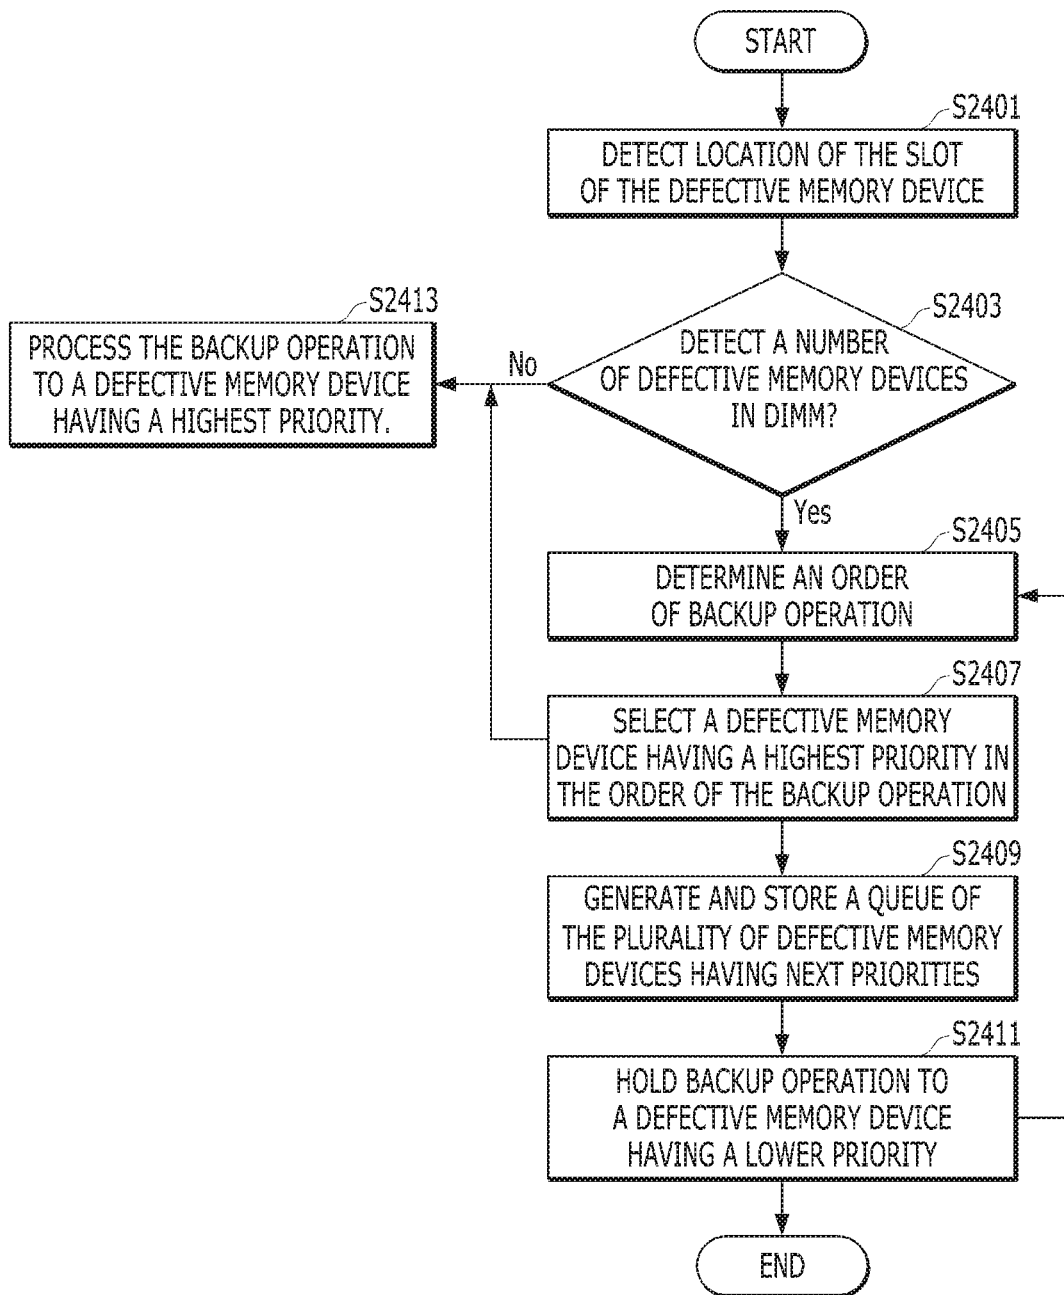 START
S2401
DETECT LOCATION OF THE SLOT
OF THE DEFECTIVE MEMORY DEVICE
S2403
DETECT A NUMBER
OF DEFECTIVE MEMORY DEVICES
IN DIMM?
No
S2413
PROCESS THE BACKUP OPERATION
TO A DEFECTIVE MEMORY DEVICE
HAVING A HIGHEST PRIORITY.
Yes
S2405
DETERMINE AN ORDER
OF BACKUP OPERATION
S2407
SELECT A DEFECTIVE MEMORY
DEVICE HAVING A HIGHEST PRIORITY IN
THE ORDER OF THE BACKUP OPERATION
S2409
GENERATE AND STORE A QUEUE OF
THE PLURALITY OF DEFECTIVE MEMORY
DEVICES HAVING NEXT PRIORITIES
S2411
HOLD BACKUP OPERATION TO
A DEFECTIVE MEMORY DEVICE
HAVING A LOWER PRIORITY
END